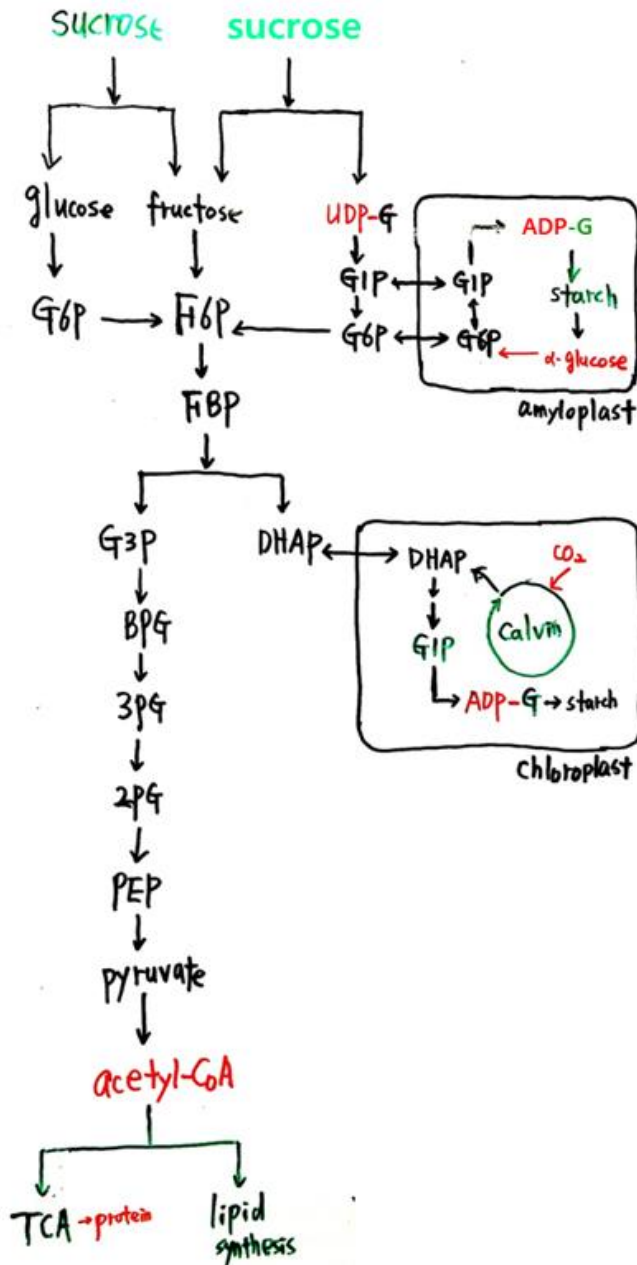 sucrose sucrose
glucose fructose UDP-G
G6P F6P G1P
G6P
G1P ADP-G
starch
G6P α-glucose
amyloplast
FBP
G3P DHAP
DHAP CO₂
Calvin
G1P
ADP-G starch
chloroplast
BPG
3PG
2PG
PEP
pyruvate
acetyl-CoA
TCA protein lipid
synthesis